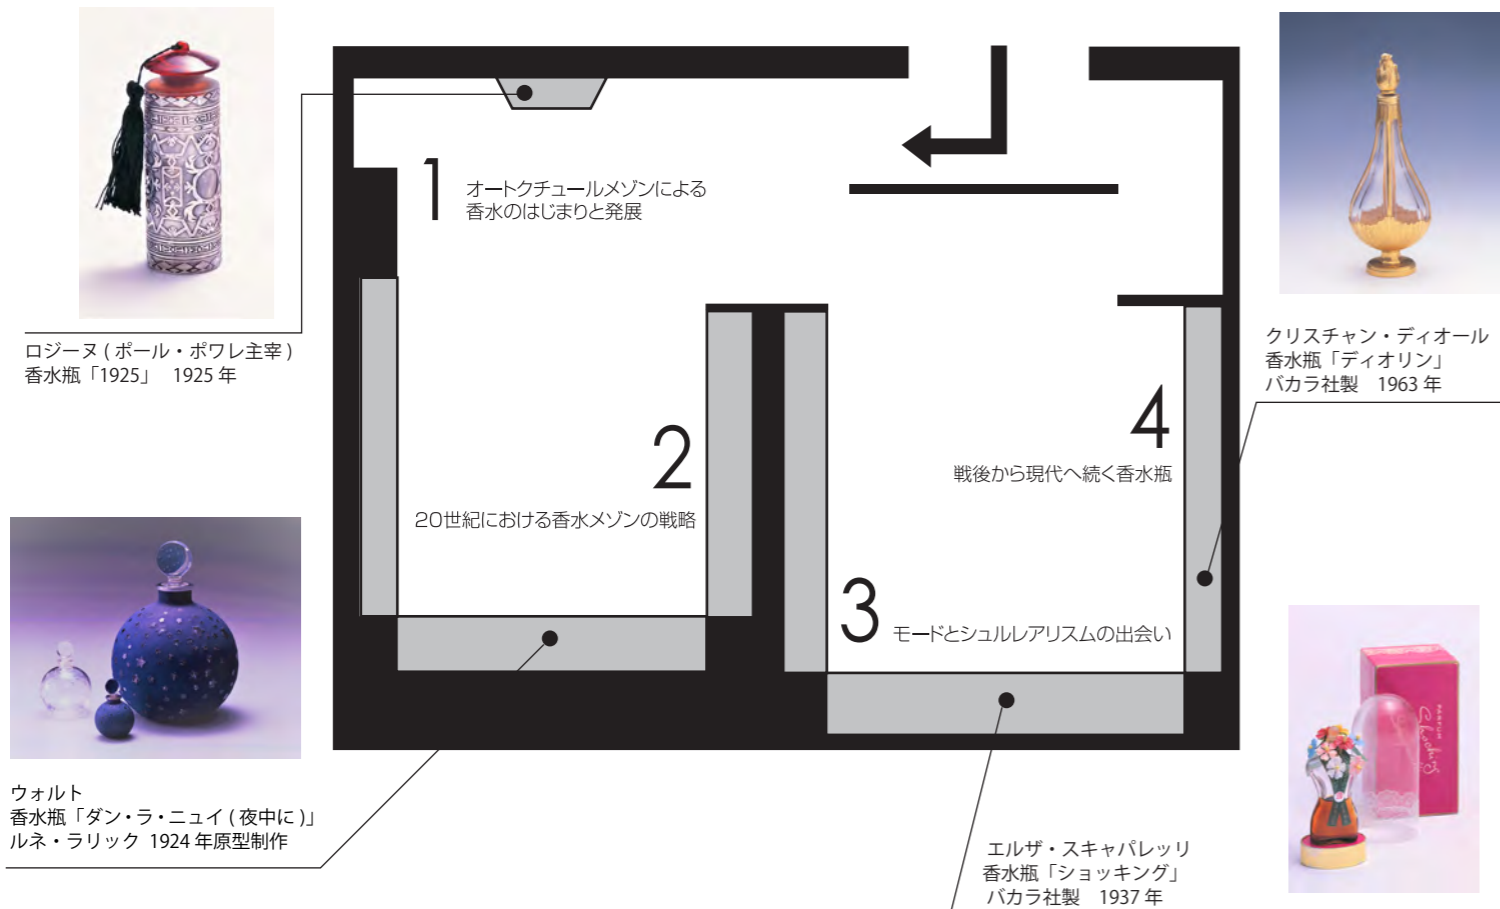 1
オートクチュールメゾンによる
香水のはじまりと発展
ロジーヌ ( ポール・ポワレ主宰 )
香水瓶「1925」 1925 年
クリスチャン・ディオール
香水瓶「ディオリン」
バカラ社製 1963 年
2
20世紀における香水メゾンの戦略
4
戦後から現代へ続く香水瓶
3
モードとシュルレアリスムの出会い
ウォルト
香水瓶「ダン・ラ・ニュイ ( 夜中に )」
ルネ・ラリック 1924 年原型制作
エルザ・スキャパレッリ
香水瓶「ショッキング」
バカラ社製 1937 年
PARFUM
Shocking